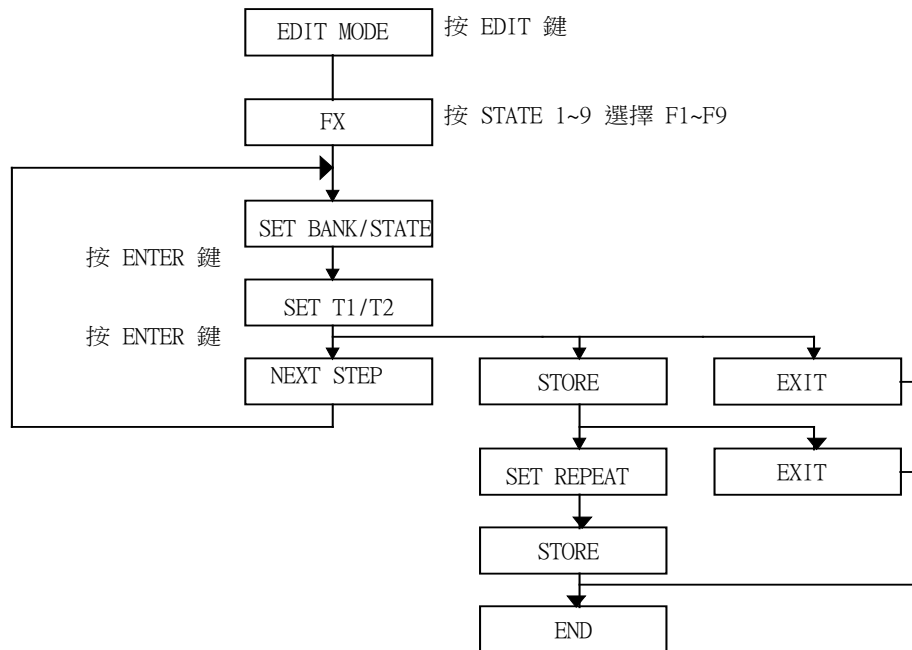 EDIT MODE
按 EDIT 鍵
FX
按 STATE 1~9 選擇 F1~F9
SET BANK/STATE
按 ENTER 鍵
SET T1/T2
按 ENTER 鍵
NEXT STEP
STORE
EXIT
SET REPEAT
EXIT
STORE
END